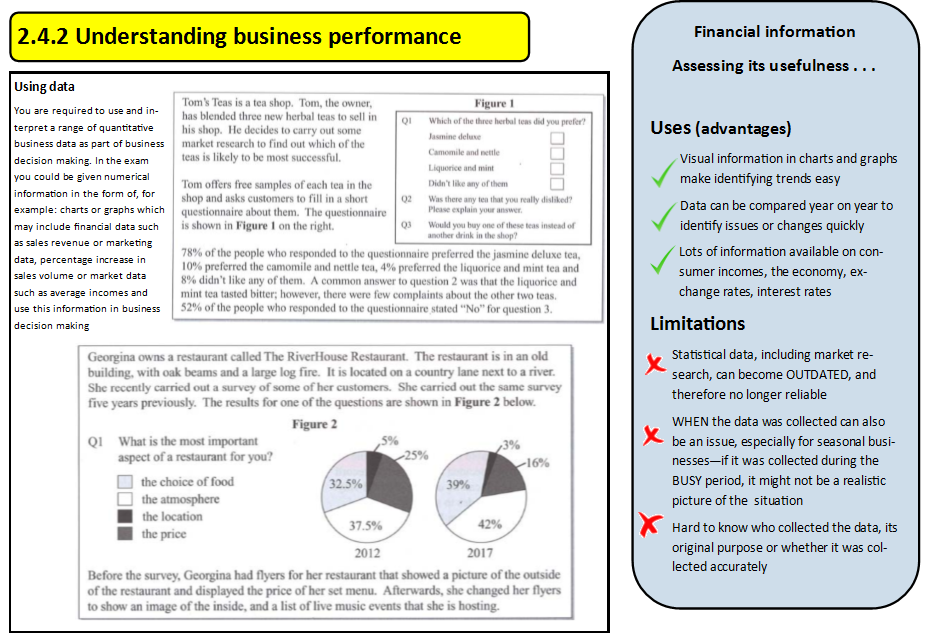 2.4.2 Understanding business performance
Using data
You are required to use and in-
terpret a range of quantitative
business data as part of business
decision making. In the exam
you could be given numerical
information in the form of, for
example: charts or graphs which
may include financial data such
as sales revenue or marketing
data, percentage increase in
sales volume or market data
such as average incomes and
use this information in business
decision making
Tom's Teas is a tea shop. Tom, the owner,
has blended three new herbal teas to sell in
his shop. He decides to carry out some
market research to find out which of the
teas is likely to be most successful.
Tom offers free samples of each tea in the
shop and asks customers to fill in a short
questionnaire about them. The questionnaire
is shown in Figure 1 on the right.
Figure 1
Q1 Which of the three herbal teas did you prefer?
Jasmine deluxe
Camomile and nettle
Liquorice and mint
Didn't like any of them
Q2 Was there any tea that you really disliked?
Please explain your answer.
Q3 Would you buy one of these teas instead of
another drink in the shop?
78% of the people who responded to the questionnaire preferred the jasmine deluxe tea,
10% preferred the camomile and nettle tea, 4% preferred the liquorice and mint tea and
8% didn't like any of them. A common answer to question 2 was that the liquorice and
mint tea tasted bitter; however, there were few complaints about the other two teas.
52% of the people who responded to the questionnaire stated "No" for question 3.
Georgina owns a restaurant called The RiverHouse Restaurant. The restaurant is in an old
building, with oak beams and a large log fire. It is located on a country lane next to a river.
She recently carried out a survey of some of her customers. She carried out the same survey
five years previously. The results for one of the questions are shown in Figure 2 below.
Figure 2
Q1 What is the most important
aspect of a restaurant for you?
the choice of food
the atmosphere
the location
the price
5%
25%
32.5%
37.5%
2012
3%
16%
39%
42%
2017
Before the survey, Georgina had flyers for her restaurant that showed a picture of the outside
of the restaurant and displayed the price of her set menu. Afterwards, she changed her flyers
to show an image of the inside, and a list of live music events that she is hosting.
Financial information
Assessing its usefulness . . .
Uses (advantages)
Visual information in charts and graphs
make identifying trends easy
Data can be compared year on year to
identify issues or changes quickly
Lots of information available on con-
sumer incomes, the economy, ex-
change rates, interest rates
Limitations
Statistical data, including market re-
search, can become OUTDATED, and
therefore no longer reliable
WHEN the data was collected can also
be an issue, especially for seasonal busi-
nesses—if it was collected during the
BUSY period, it might not be a realistic
picture of the situation
Hard to know who collected the data, its
original purpose or whether it was col-
lected accurately